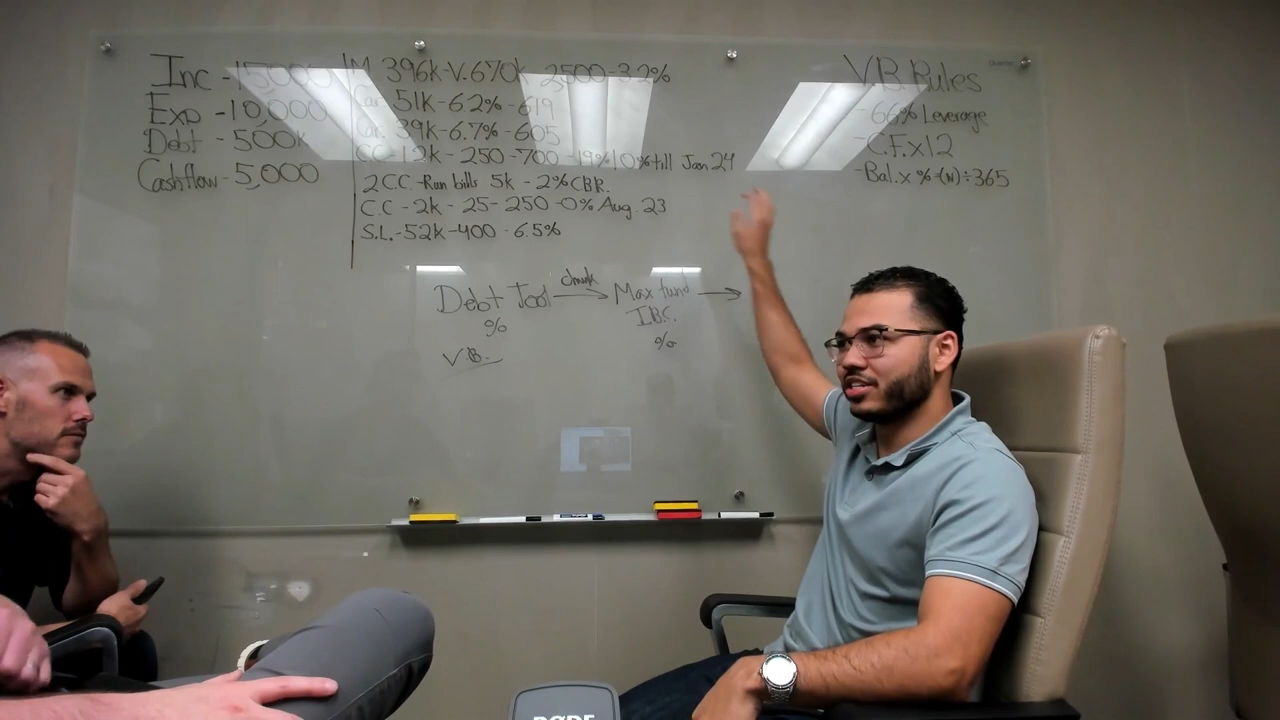 Inc - 15,000
Exp - 10,000
Debt - 500k
Cashflow - 5,000
M. 396k - V. 670k - 2500 - 3.2%
Car. 51k - 6.2% - 619
Car. 39k - 6.7% - 605
CC - 12k - 250 - 700 - 19% 10% till Jan 24
2 CC - Run bills 5k - 2% CBR.
C.C - 2k - 25 - 250 - 0% Aug. 23
S.L. - 52k - 400 - 6.5%
VB Rules
- 66% Leverage
- C.F. x 12
- Bal. x % - (N) ÷ 365
Debt Tool chunk → Max fund →
% IBC.
VB. %
RØDE